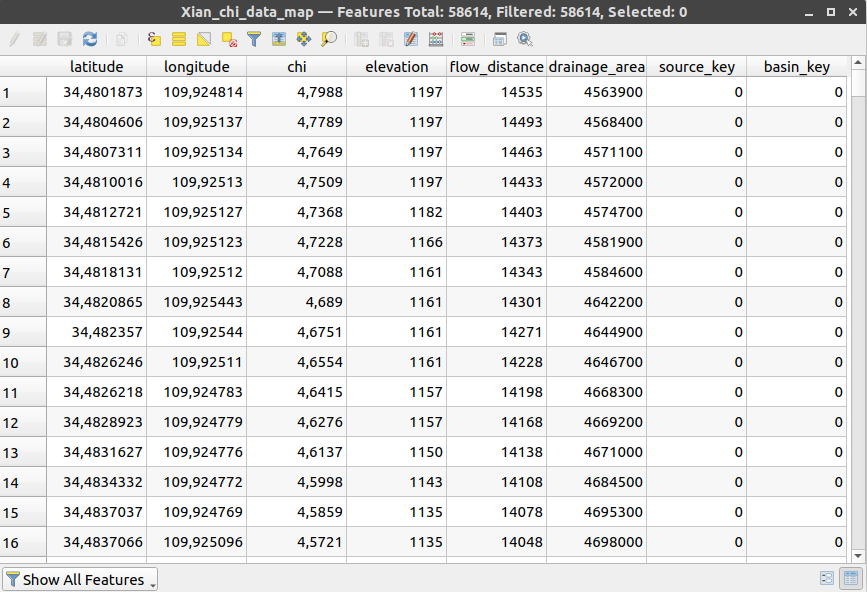 Xian_chi_data_map — Features Total: 58614, Filtered: 58614, Selected: 0
latitude longitude chi elevation flow_distance drainage_area source_key basin_key
1 34,4801873 109,924814 4,7988 1197 14535 4563900 0 0
2 34,4804606 109,925137 4,7789 1197 14493 4568400 0 0
3 34,4807311 109,925134 4,7649 1197 14463 4571100 0 0
4 34,4810016 109,92513 4,7509 1197 14433 4572000 0 0
5 34,4812721 109,925127 4,7368 1182 14403 4574700 0 0
6 34,4815426 109,925123 4,7228 1166 14373 4581900 0 0
7 34,4818131 109,92512 4,7088 1161 14343 4584600 0 0
8 34,4820865 109,925443 4,689 1161 14301 4642200 0 0
9 34,482357 109,92544 4,6751 1161 14271 4644900 0 0
10 34,4826246 109,92511 4,6554 1161 14228 4646700 0 0
11 34,4826218 109,924783 4,6415 1157 14198 4668300 0 0
12 34,4828923 109,924779 4,6276 1157 14168 4669200 0 0
13 34,4831627 109,924776 4,6137 1150 14138 4671000 0 0
14 34,4834332 109,924772 4,5998 1143 14108 4684500 0 0
15 34,4837037 109,924769 4,5859 1135 14078 4695300 0 0
16 34,4837066 109,925096 4,5721 1135 14048 4698000 0 0
Show All Features